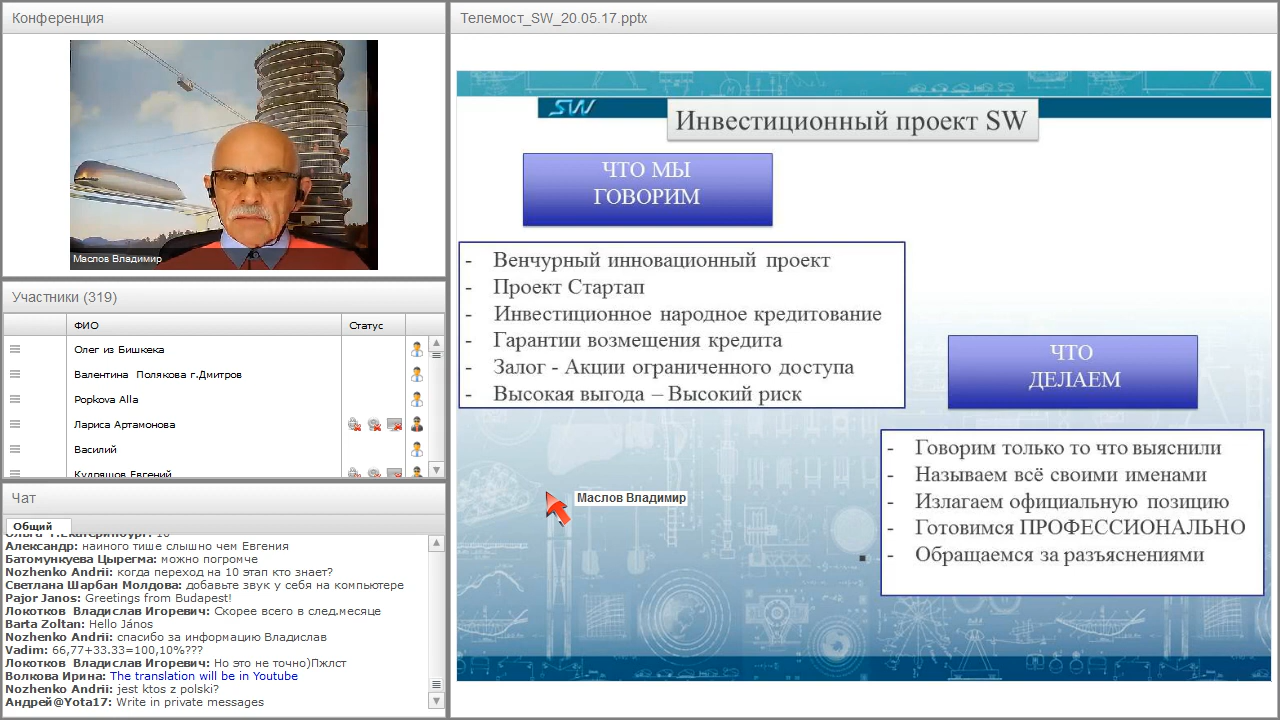 Конференция
Маслов Владимир
Участники (319)
ФИО
Статус
Олег из Бишкека
Валентина Полякова г.Дмитров
Popkova Alla
Лариса Артамонова
Василий
Кудряшов Евгений
Чат
Общий
Ольга г.Екатеринбург: 10
Александр: наиного тише слышно чем Евгения
Батомункуева Цырегма: можно погромче
Nozhenko Andrii: когда переход на 10 этап кто знает?
Светлана Шарбан Молдова: добавьте звук у себя на компьютере
Pajor Janos: Greetings from Budapest!
Локотков Владислав Игоревич: Скорее всего в след.месяце
Barta Zoltan: Hello János
Nozhenko Andrii: спасибо за информацию Владислав
Vadim: 66,77+33.33=100,10%???
Локотков Владислав Игоревич: Но это не точно)Пжлст
Волкова Ирина: The translation will be in Youtube
Nozhenko Andrii: jest ktos z polski?
Андрей@Yota17: Write in private messages
Телемост_SW_20.05.17.pptx
SW
Инвестиционный проект SW
ЧТО МЫ
ГОВОРИМ
- Венчурный инновационный проект
- Проект Стартап
- Инвестиционное народное кредитование
- Гарантии возмещения кредита
- Залог - Акции ограниченного доступа
- Высокая выгода – Высокий риск
ЧТО
ДЕЛАЕМ
- Говорим только то что выяснили
- Называем всё своими именами
- Излагаем официальную позицию
- Готовимся ПРОФЕССИОНАЛЬНО
- Обращаемся за разъяснениями
Маслов Владимир